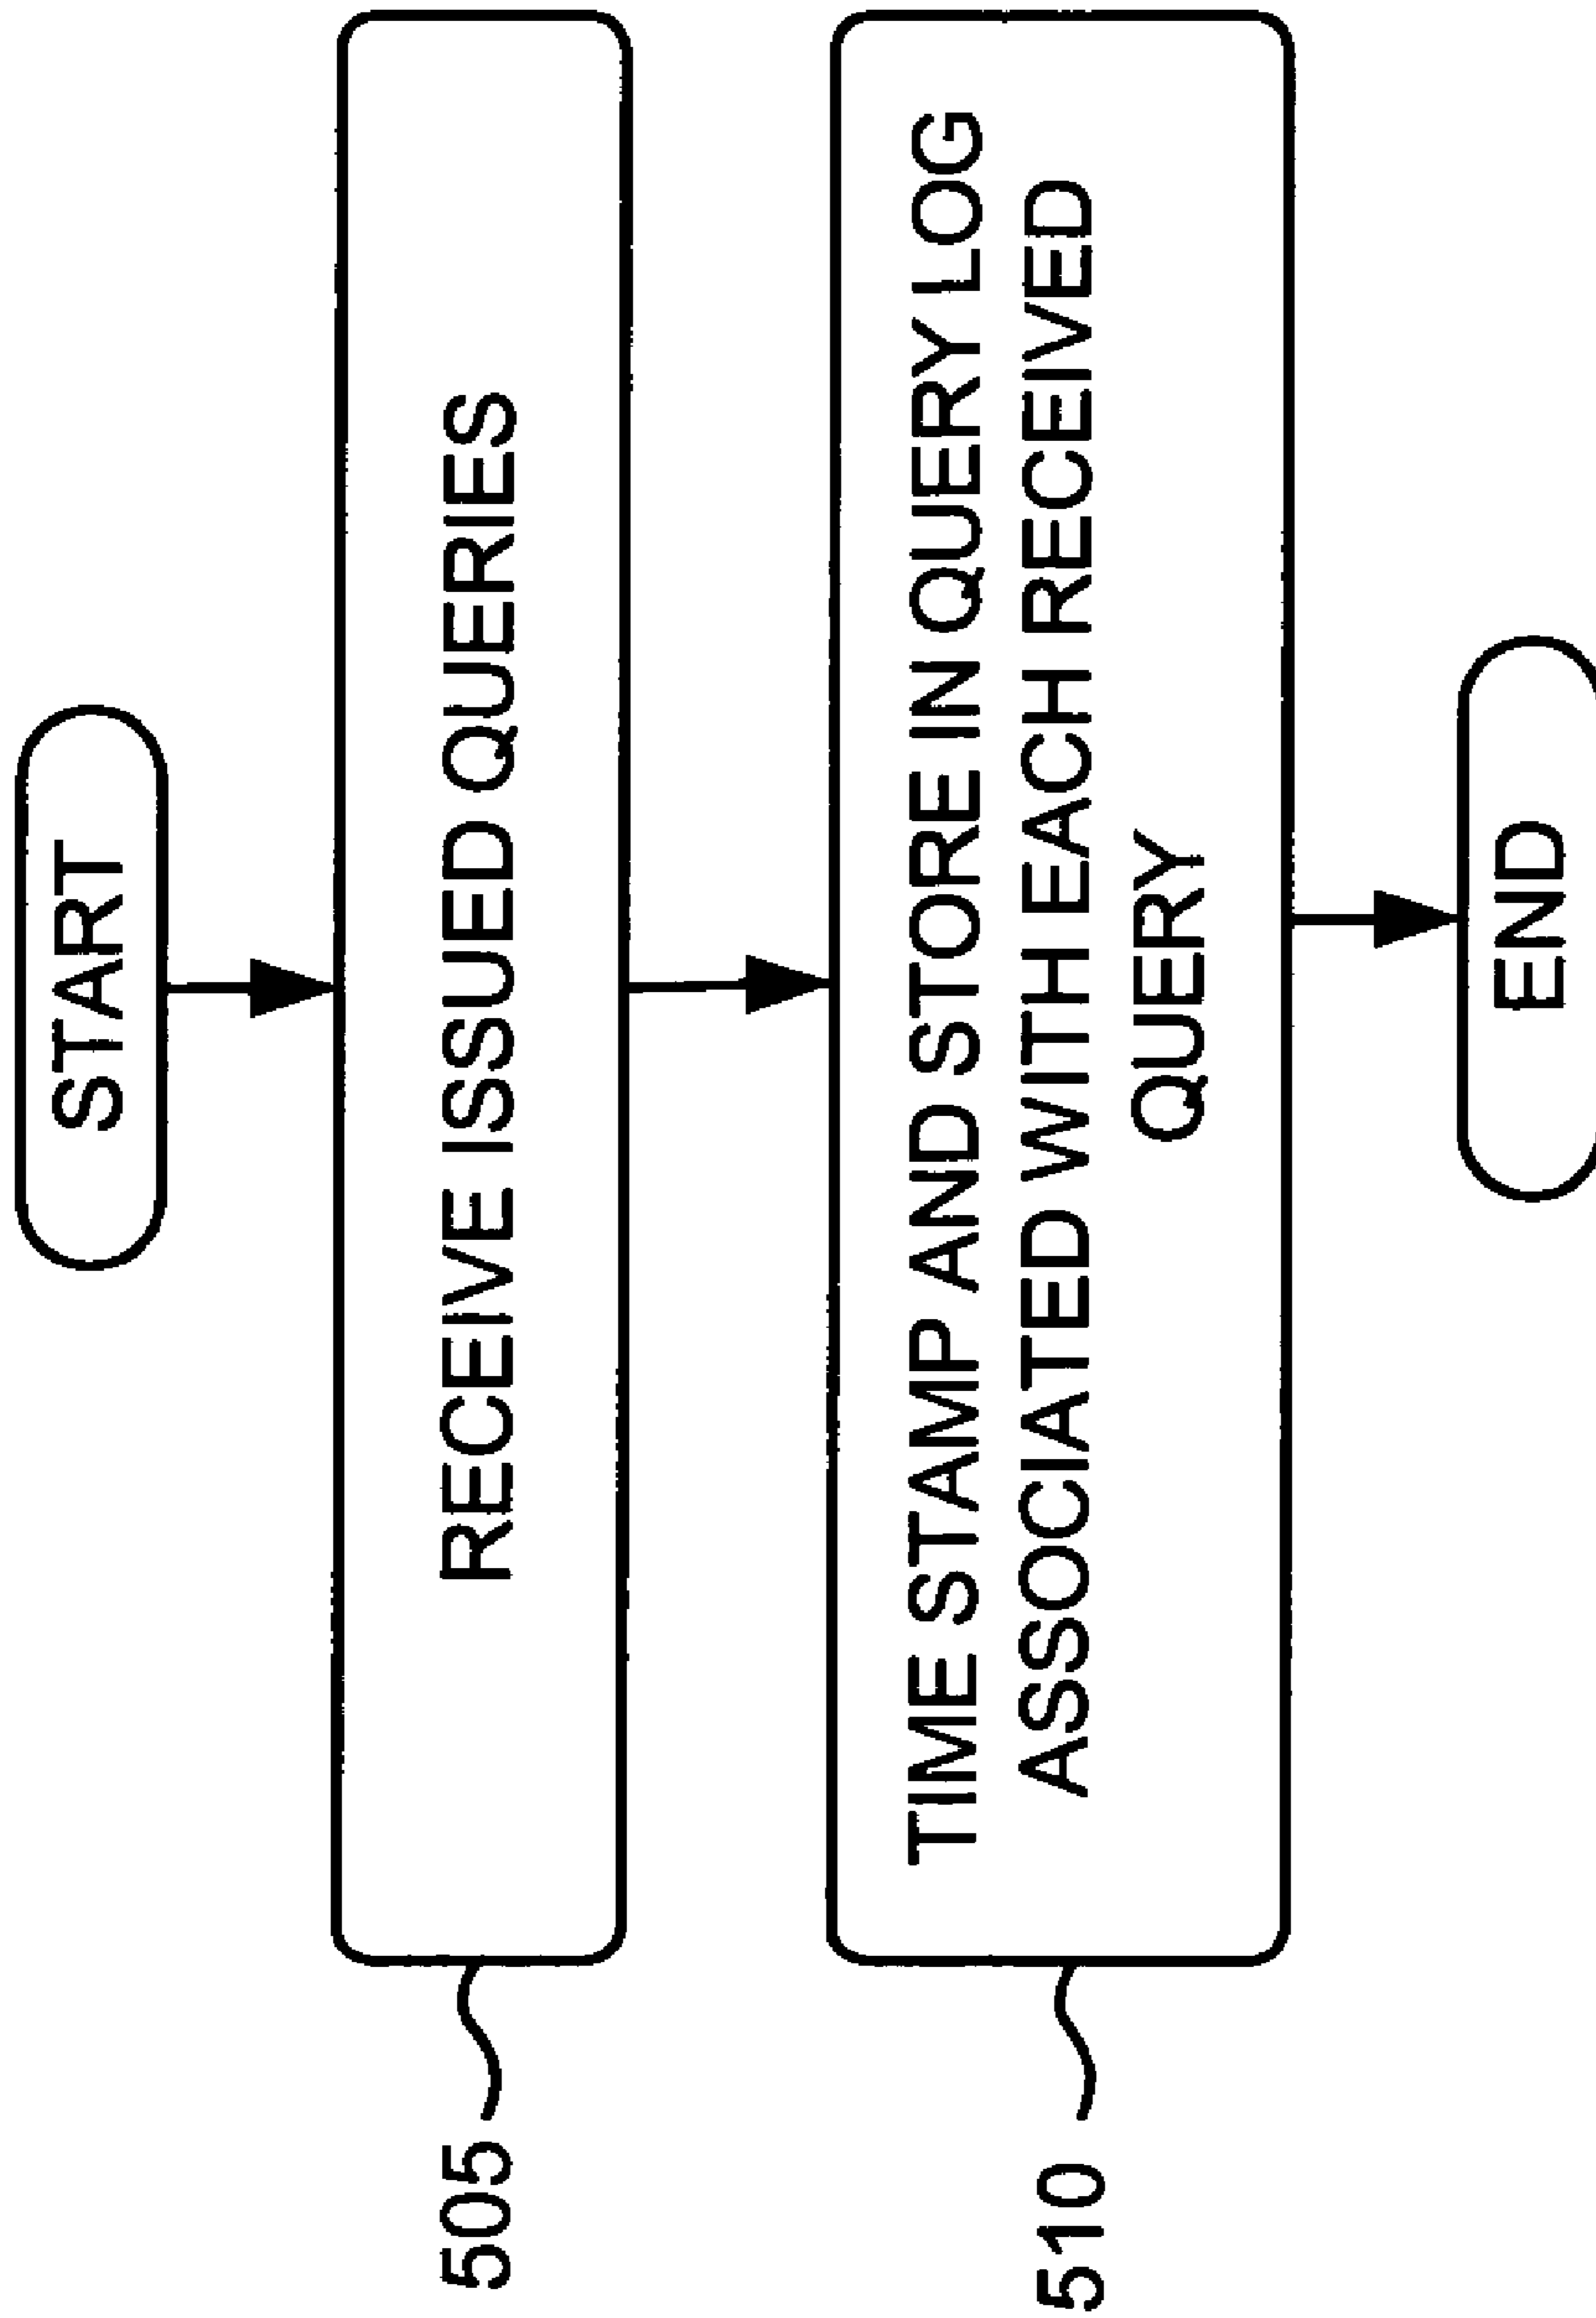 START
505
RECEIVE ISSUED QUERIES
510
TIME STAMP AND STORE IN QUERY LOG
ASSOCIATED WITH EACH RECEIVED
QUERY
END